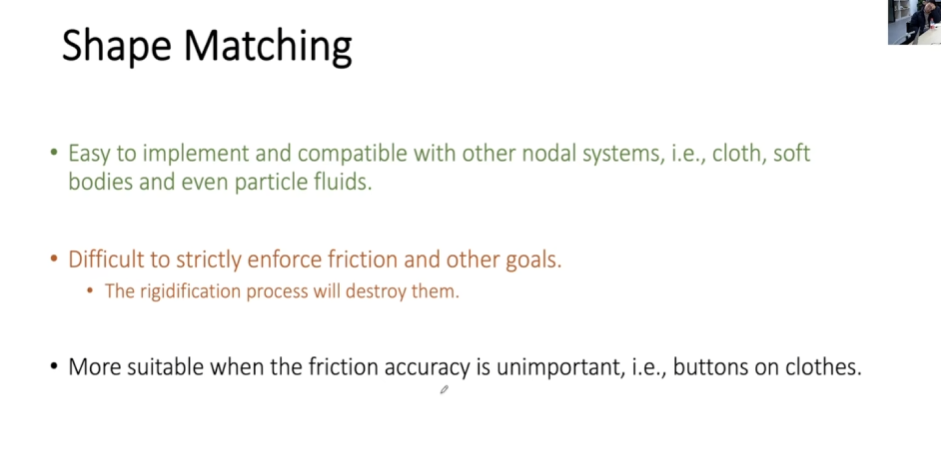 Shape Matching
• Easy to implement and compatible with other nodal systems, i.e., cloth, soft
bodies and even particle fluids.
• Difficult to strictly enforce friction and other goals.
• The rigidification process will destroy them.
• More suitable when the friction accuracy is unimportant, i.e., buttons on clothes.